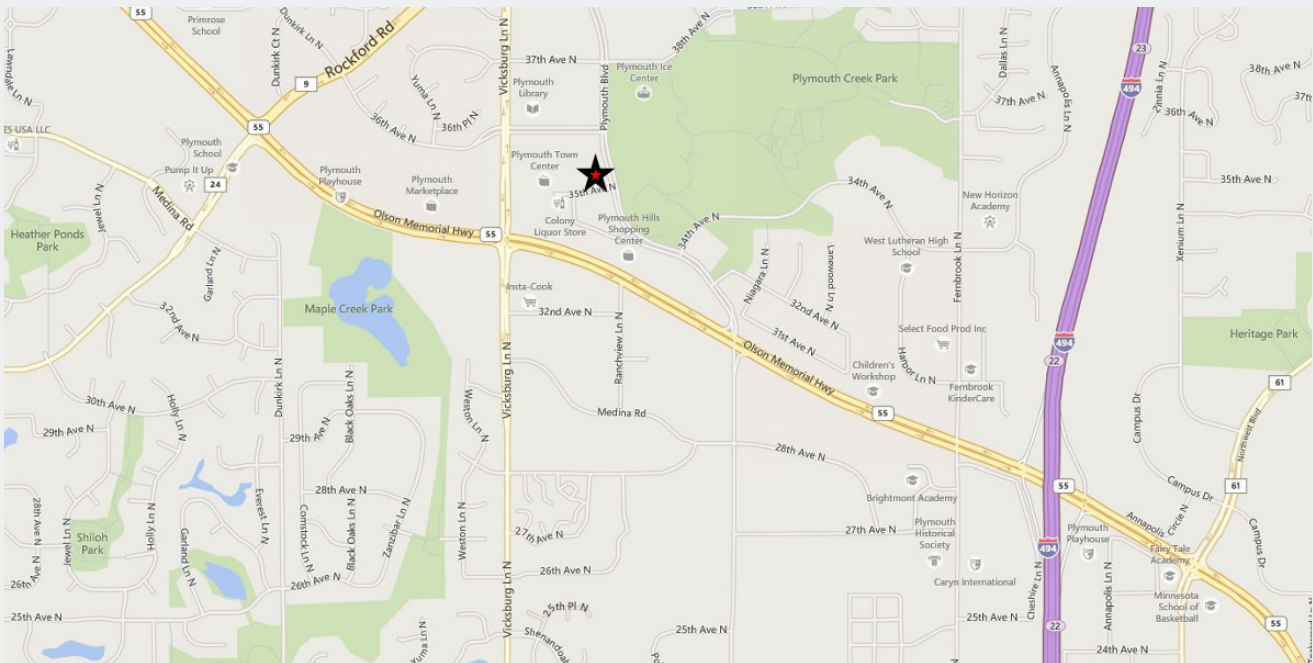 55
Primrose
School
Dunkirk Ln N
Dunkirk Ct N
Rockford Rd
9
Vicksburg Ln N
37th Ave N
38th Ave N
Plymouth Blvd
Plymouth Ice
Center
Plymouth Creek Park
Dallas Ln N
Annapolis Ln N
23
494
Zinnia Ln N
38th Ave N
37th Ave N
36th Ave N
Yuma Ln N
36th Ave N
36th Pl N
Plymouth
Library
ES USA LLC
55
Plymouth
School
Pump It Up
24
Medina Rd
Jewel Ln N
Plymouth
Playhouse
Plymouth
Marketplace
Plymouth Town
Center
35th Ave N
Colony
Liquor Store
Plymouth Hills
Shopping
Center
34th Ave N
34th Ave N
New Horizon
Academy
35th Ave N
Xenium Ln N
Heather Ponds
Park
Olson Memorial Hwy
55
West Lutheran High
School
Fernbrook Ln N
Garland Ln N
Maple Creek Park
Insta-Cook
32nd Ave N
32nd Ave N
Ranchview Ln N
Niagara Ln N
Lanewood Ln N
32nd Ave N
31st Ave N
Select Food Prod Inc
494
22
Heritage Park
Olson Memorial Hwy
Children's
Workshop
Harbor Ln N
Fernbrook
KinderCare
61
Dunkirk Ln N
Vicksburg Ln N
30th Ave N
Holly Ln N
Black Oaks Ln N
Weston Ln N
Medina Rd
55
Campus Dr
Northwest Blvd
29th Ave N
29th Ave N
28th Ave N
28th Ave N
28th Ave N
Everest Ln N
Comstock Ln N
Black Oaks Ln N
Zanzibar Ln N
Brightmont Academy
55
Campus Dr
61
Jewel Ln N
Holly Ln N
Shiloh
Park
Garland Ln N
Weston Ln N
27th Ave N
27th Ave N
Plymouth
Historical
Society
494
Plymouth
Playhouse
Annapolis
Circle N
Campus Dr
Fairy Tale
Academy
26th Ave N
26th Ave N
Caryn International
Cheshire Ln N
Annapolis Ln N
Minnesota
School of
Basketball
25th Ave N
Vicksburg Ln N
25th Pl N
Shenandoah
25th Ave N
25th Ave N
22
55
24th Ave N
Yuma Ln N